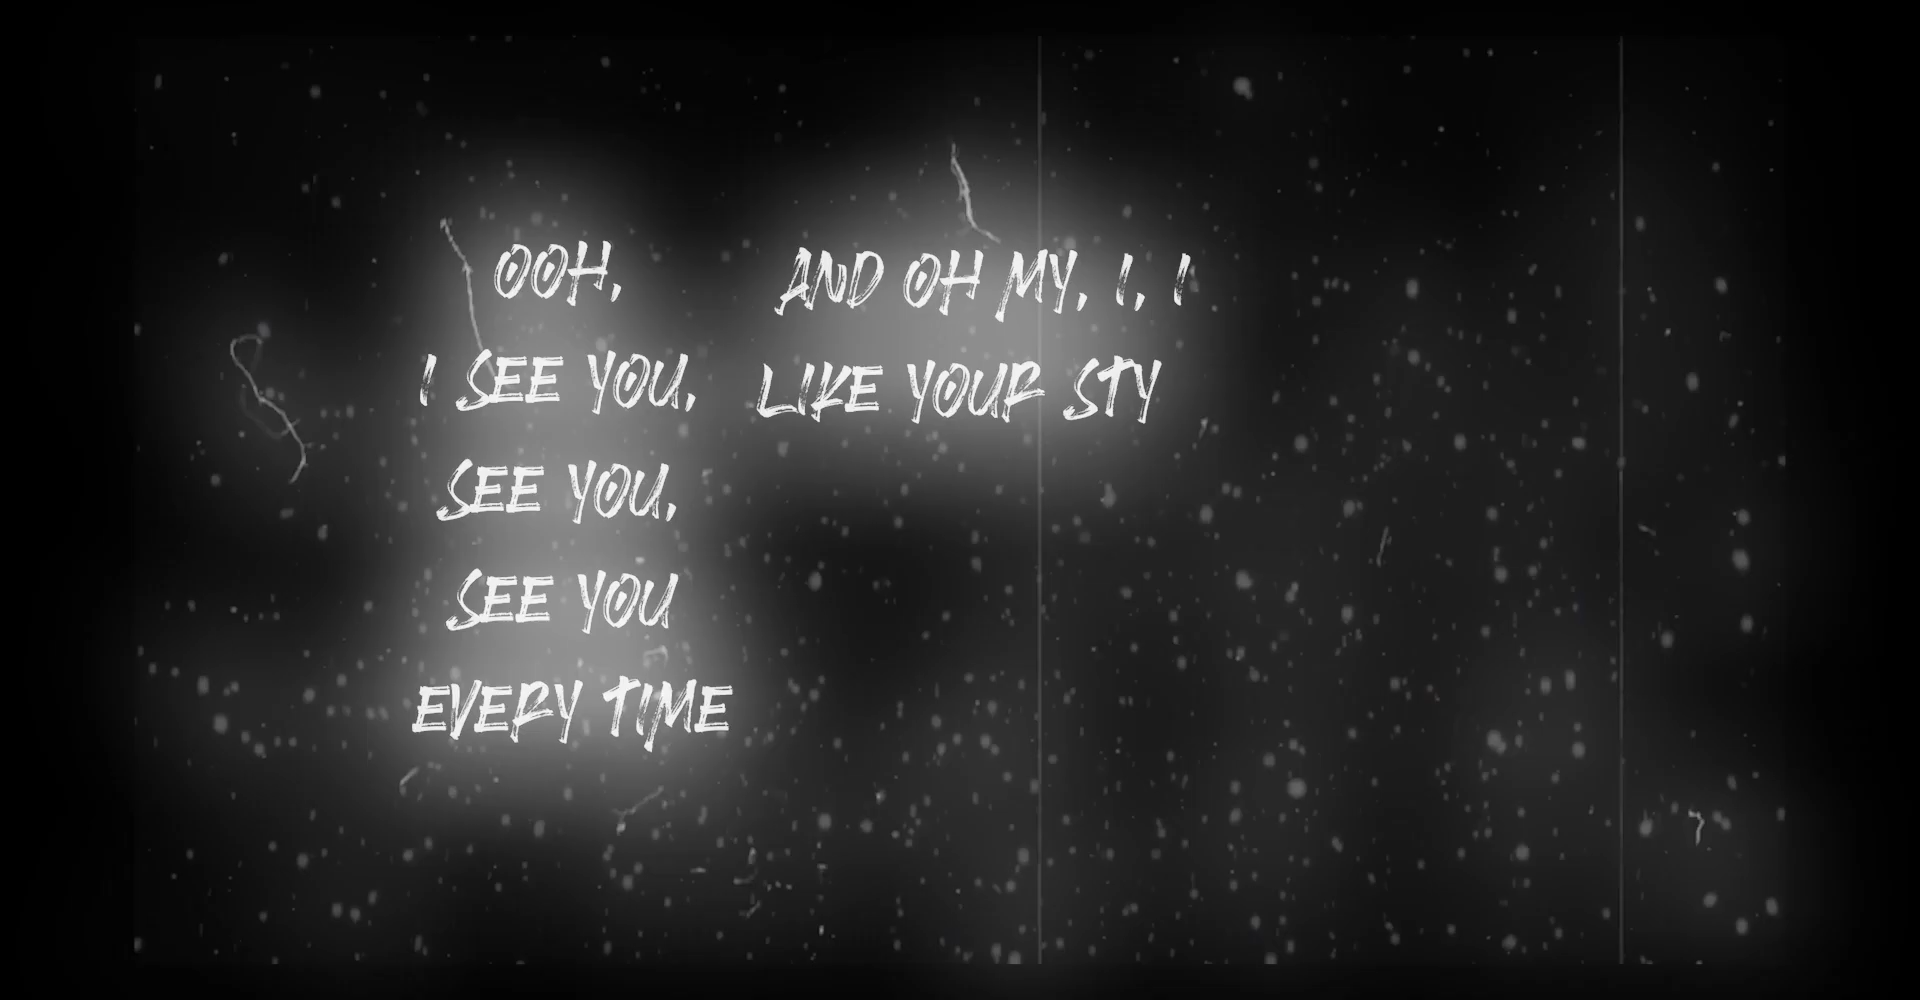 OOH,
I SEE YOU,
SEE YOU,
SEE YOU
EVERY TIME
AND OH MY, I, I
LIKE YOUR STY